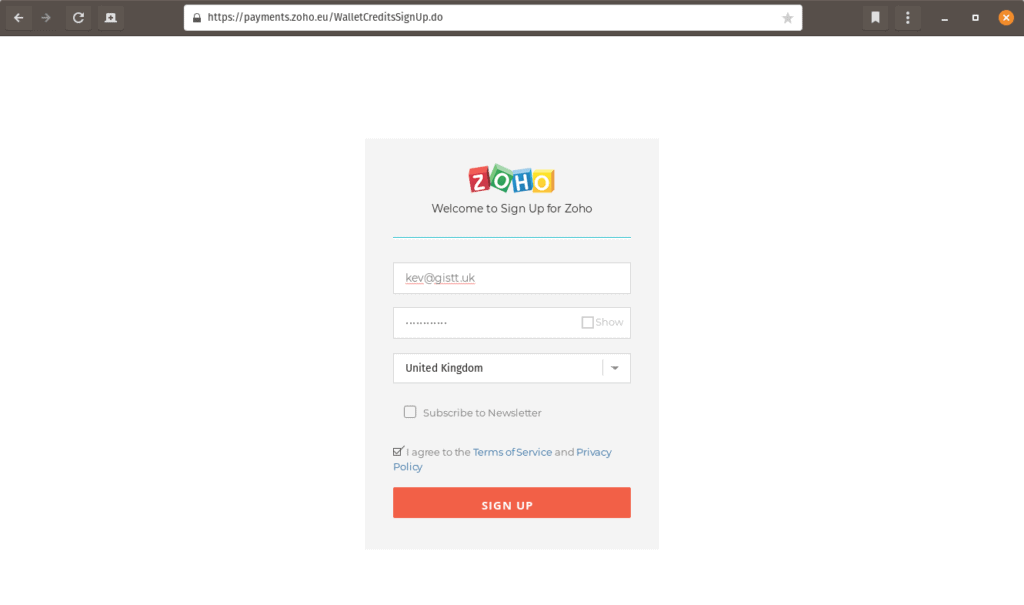 https://payments.zoho.eu/WalletCreditsSignUp.do
ZOHO
Welcome to Sign Up for Zoho
kev@gistt.uk
............
Show
United Kingdom
Subscribe to Newsletter
I agree to the Terms of Service and Privacy
Policy
SIGN UP